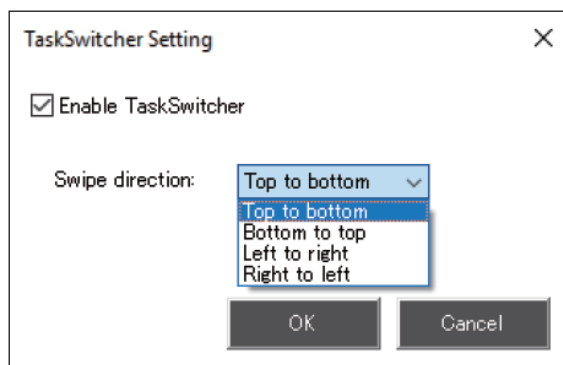 TaskSwitcher Setting
Enable TaskSwitcher
Swipe direction: Top to bottom
Top to bottom
Bottom to top
Left to right
Right to left
OK Cancel